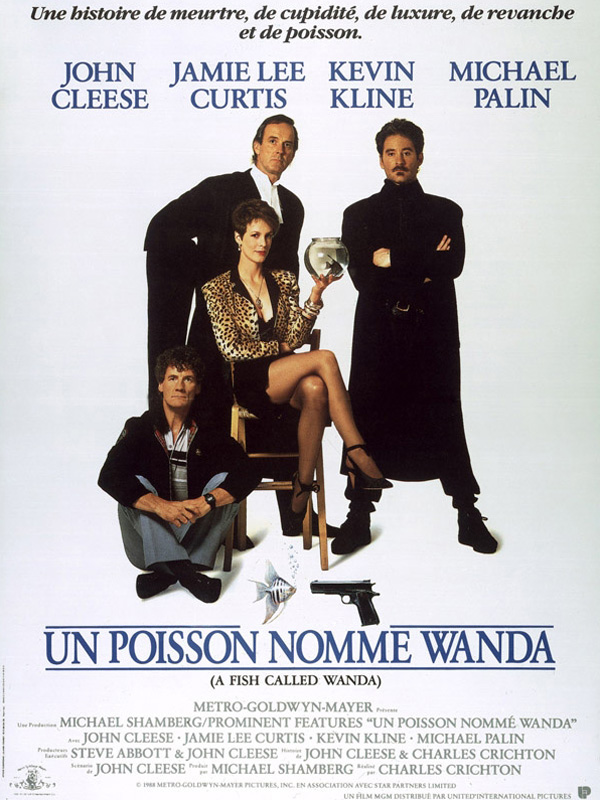 Une histoire de meurtre, de cupidité, de luxure, de revanche
et de poisson.
JOHN CLEESE
JAMIE LEE CURTIS
KEVIN KLINE
MICHAEL PALIN
UN POISSON NOMME WANDA
(A FISH CALLED WANDA)
METRO-GOLDWYN-MAYER Présente
Une Production MICHAEL SHAMBERG/PROMINENT FEATURES "UN POISSON NOMMÉ WANDA"
Avec JOHN CLEESE · JAMIE LEE CURTIS · KEVIN KLINE · MICHAEL PALIN
Producteurs Exécutifs STEVE ABBOTT & JOHN CLEESE Histoire de JOHN CLEESE & CHARLES CRICHTON
Scénario de JOHN CLEESE Produit par MICHAEL SHAMBERG Réalisé par CHARLES CRICHTON
© 1988 METRO-GOLDWYN-MAYER PICTURES, INC. EN ASSOCIATION AVEC STAR PARTNERS LIMITED
UN FILM MGM DISTRIBUÉ PAR UNITED INTERNATIONAL PICTURES